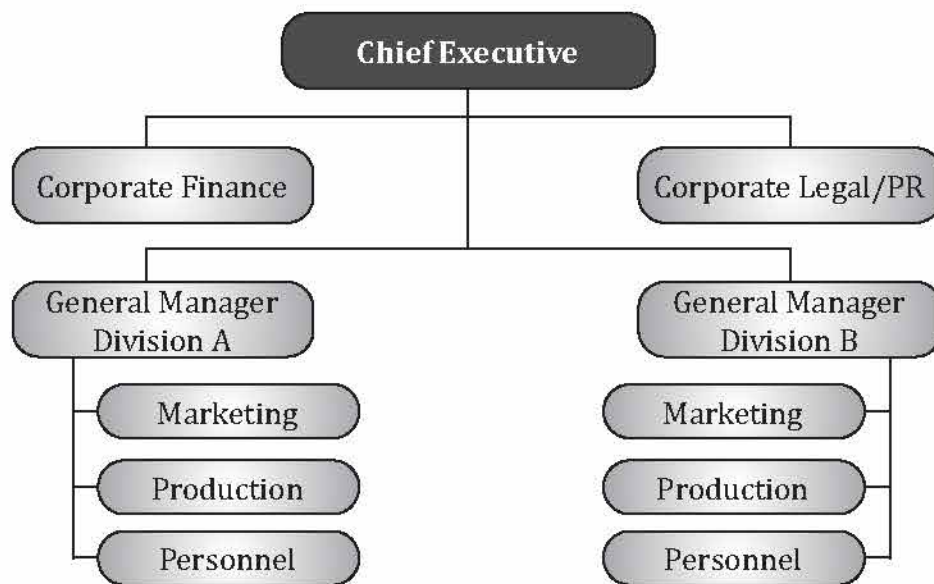 Chief Executive
Corporate Finance
Corporate Legal/PR
General Manager
Division A
General Manager
Division B
Marketing
Marketing
Production
Production
Personnel
Personnel